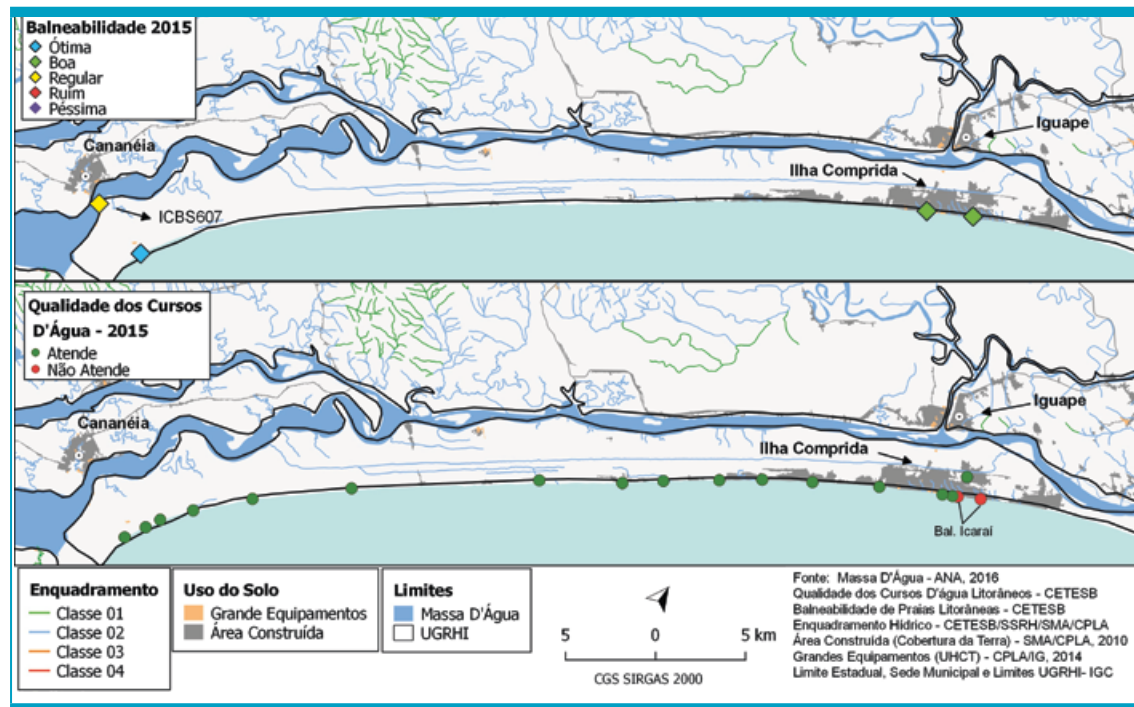 Balneabilidade 2015
Ótima
Boa
Regular
Ruim
Péssima
Cananéia
ICBS607
Iguape
Ilha Comprida
Qualidade dos Cursos
D'Água - 2015
Atende
Não Atende
Cananéia
Iguape
Ilha Comprida
Bal. Icaraí
Enquadramento
Classe 01
Classe 02
Classe 03
Classe 04
Uso do Solo
Grande Equipamentos
Área Construída
Limites
Massa D'Água
UGRHI
5 0 5 km
CGS SIRGAS 2000
Fonte: Massa D'Água - ANA, 2016
Qualidade dos Cursos D'água Litorâneos - CETESB
Balneabilidade de Praias Litorâneas - CETESB
Enquadramento Hídrico - CETESB/SSRH/SMA/CPLA
Área Construída (Cobertura da Terra) - SMA/CPLA, 2010
Grandes Equipamentos (UHCT) - CPLA/IG, 2014
Limite Estadual, Sede Municipal e Limites UGRHI- IGC